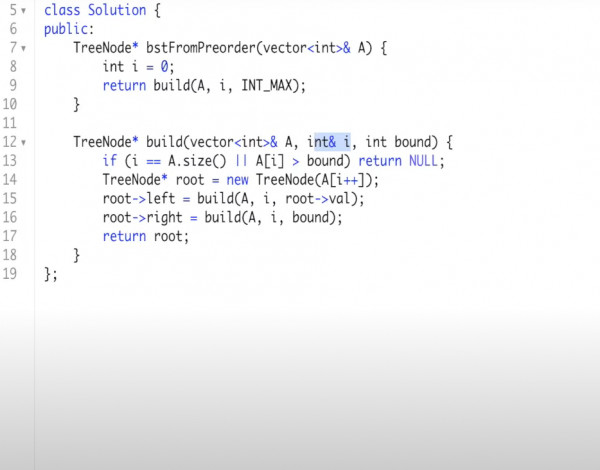 5 class Solution {
6 public:
7 TreeNode* bstFromPreorder(vector<int>& A) {
8 int i = 0;
9 return build(A, i, INT_MAX);
10 }
11
12 TreeNode* build(vector<int>& A, int& i, int bound) {
13 if (i == A.size() || A[i] > bound) return NULL;
14 TreeNode* root = new TreeNode(A[i++]);
15 root->left = build(A, i, root->val);
16 root->right = build(A, i, bound);
17 return root;
18 }
19 };